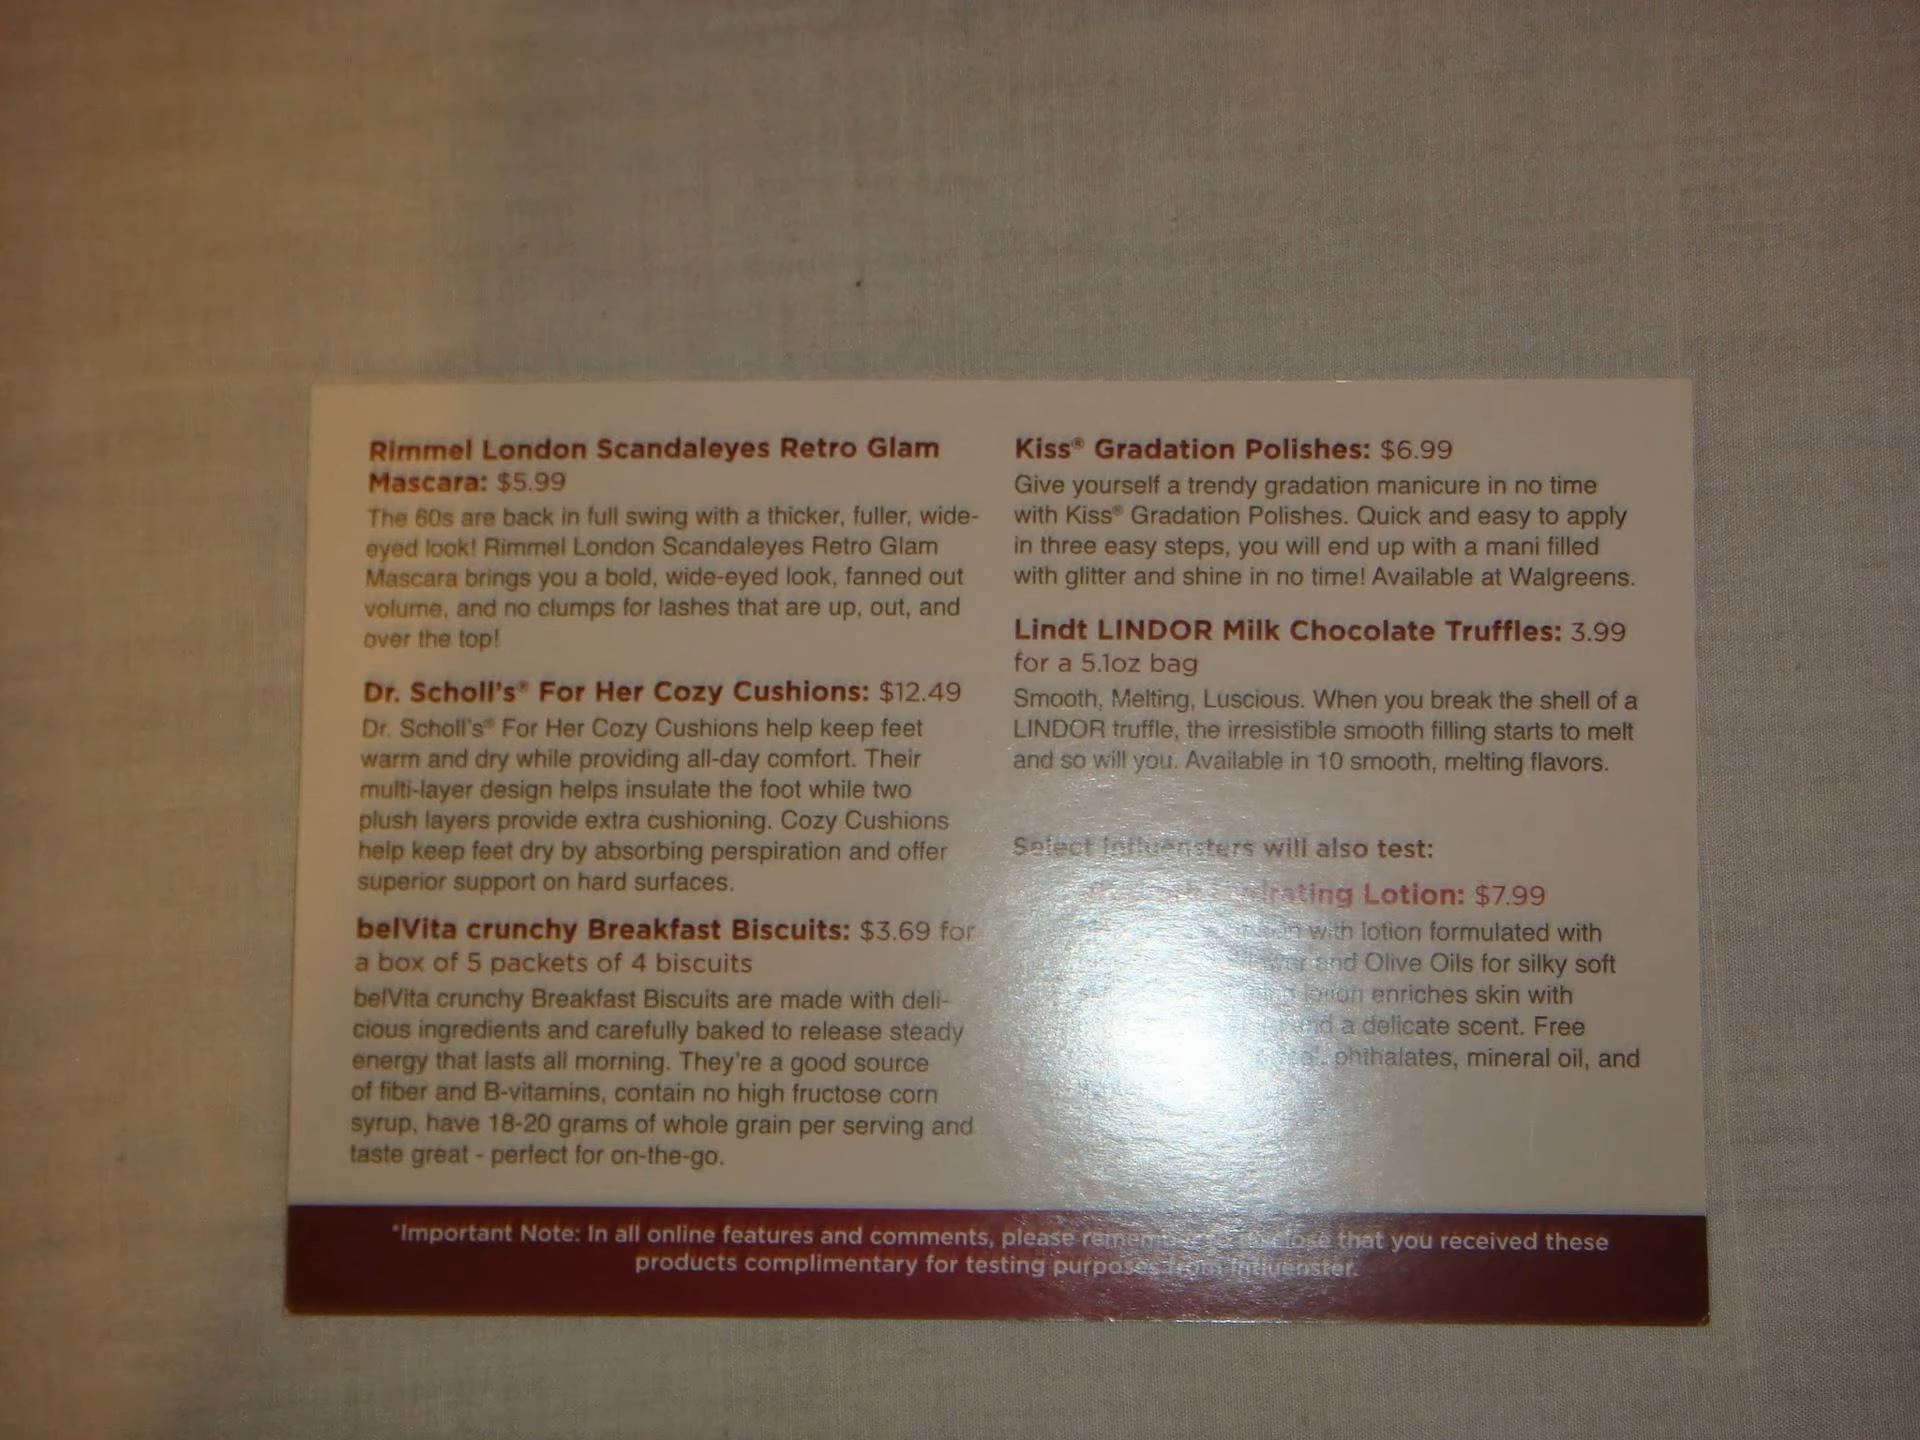 Rimmel London Scandaleyes Retro Glam
Mascara: $5.99
The 60s are back in full swing with a thicker, fuller, wide-
eyed look! Rimmel London Scandaleyes Retro Glam
Mascara brings you a bold, wide-eyed look, fanned out
volume, and no clumps for lashes that are up, out, and
over the top!
Dr. Scholl's® For Her Cozy Cushions: $12.49
Dr. Scholl's® For Her Cozy Cushions help keep feet
warm and dry while providing all-day comfort. Their
multi-layer design helps insulate the foot while two
plush layers provide extra cushioning. Cozy Cushions
help keep feet dry by absorbing perspiration and offer
superior support on hard surfaces.
belVita crunchy Breakfast Biscuits: $3.69 for
a box of 5 packets of 4 biscuits
belVita crunchy Breakfast Biscuits are made with deli-
cious ingredients and carefully baked to release steady
energy that lasts all morning. They're a good source
of fiber and B-vitamins, contain no high fructose corn
syrup, have 18-20 grams of whole grain per serving and
taste great - perfect for on-the-go.
Kiss® Gradation Polishes: $6.99
Give yourself a trendy gradation manicure in no time
with Kiss® Gradation Polishes. Quick and easy to apply
in three easy steps, you will end up with a mani filled
with glitter and shine in no time! Available at Walgreens.
Lindt LINDOR Milk Chocolate Truffles: 3.99
for a 5.1oz bag
Smooth, Melting, Luscious. When you break the shell of a
LINDOR truffle, the irresistible smooth filling starts to melt
and so will you. Available in 10 smooth, melting flavors.
Select Influensters will also test:
Hydrating Lotion: $7.99
with lotion formulated with
and Olive Oils for silky soft
lotion enriches skin with
and a delicate scent. Free
phthalates, mineral oil, and
*Important Note: In all online features and comments, please remember to disclose that you received these
products complimentary for testing purposes from Influenster.